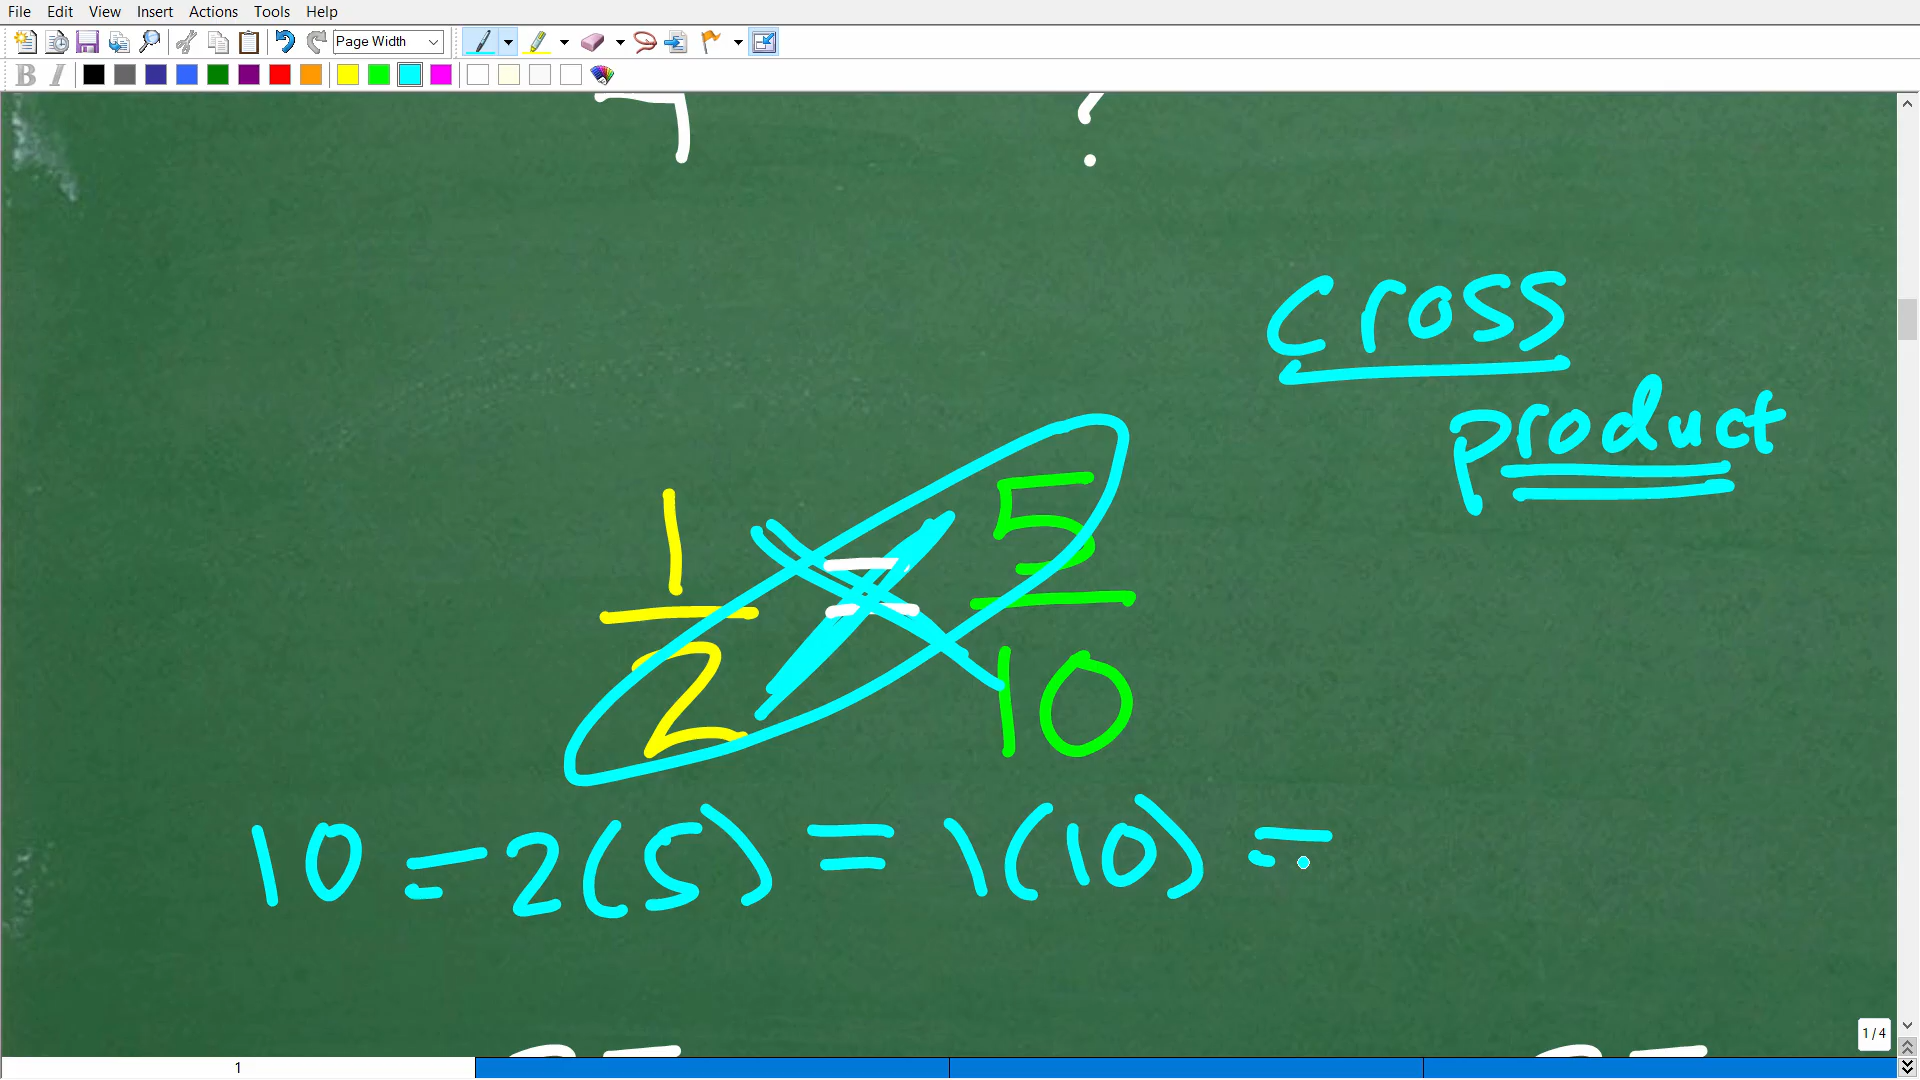 File Edit View Insert Actions Tools Help
Page Width
B I
7 ?
cross
product
1/2 = 5/10
10 = 2(5) = 1(10) =
1/4
1